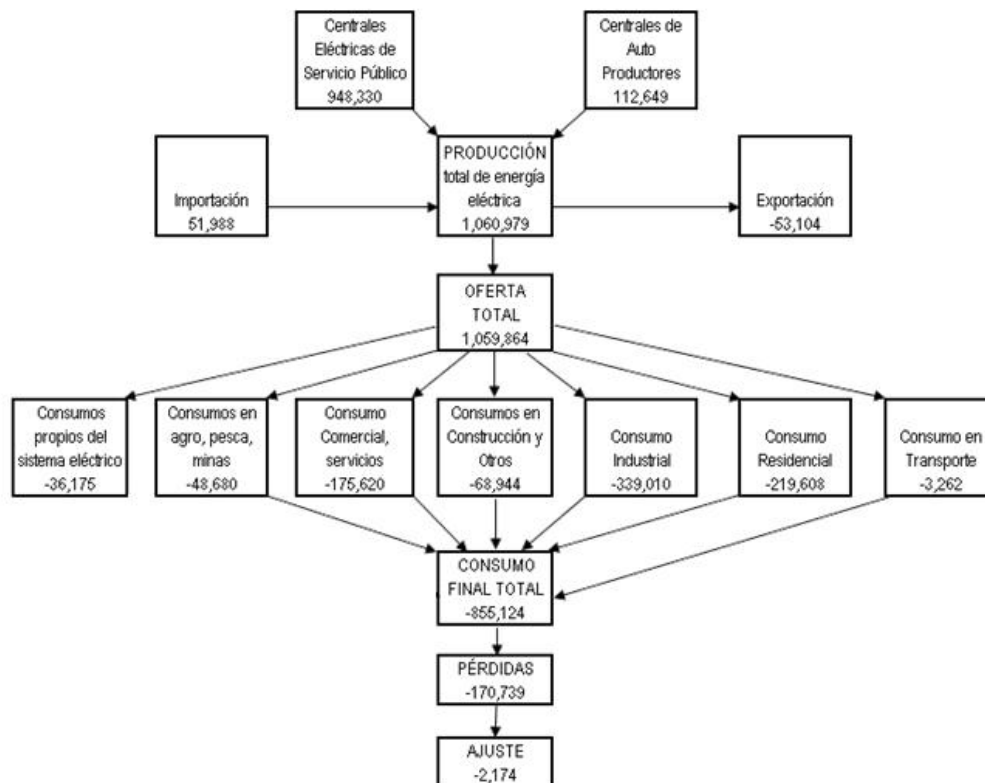 Centrales
Eléctricas de
Servicio Público
948,330
Centrales de
Auto
Productores
112,649
Importación
51,988
PRODUCCIÓN
total de energía
eléctrica
1,060,979
Exportación
-53,104
OFERTA
TOTAL
1,059,864
Consumos
propios del
sistema eléctrico
-36,175
Consumos en
agro, pesca,
minas
-48,680
Consumo
Comercial,
servicios
-175,620
Consumos en
Construcción y
Otros
-68,944
Consumo
Industrial
-339,010
Consumo
Residencial
-219,608
Consumo en
Transporte
-3,262
CONSUMO
FINAL TOTAL
-855,124
PÉRDIDAS
-170,739
AJUSTE
-2,174